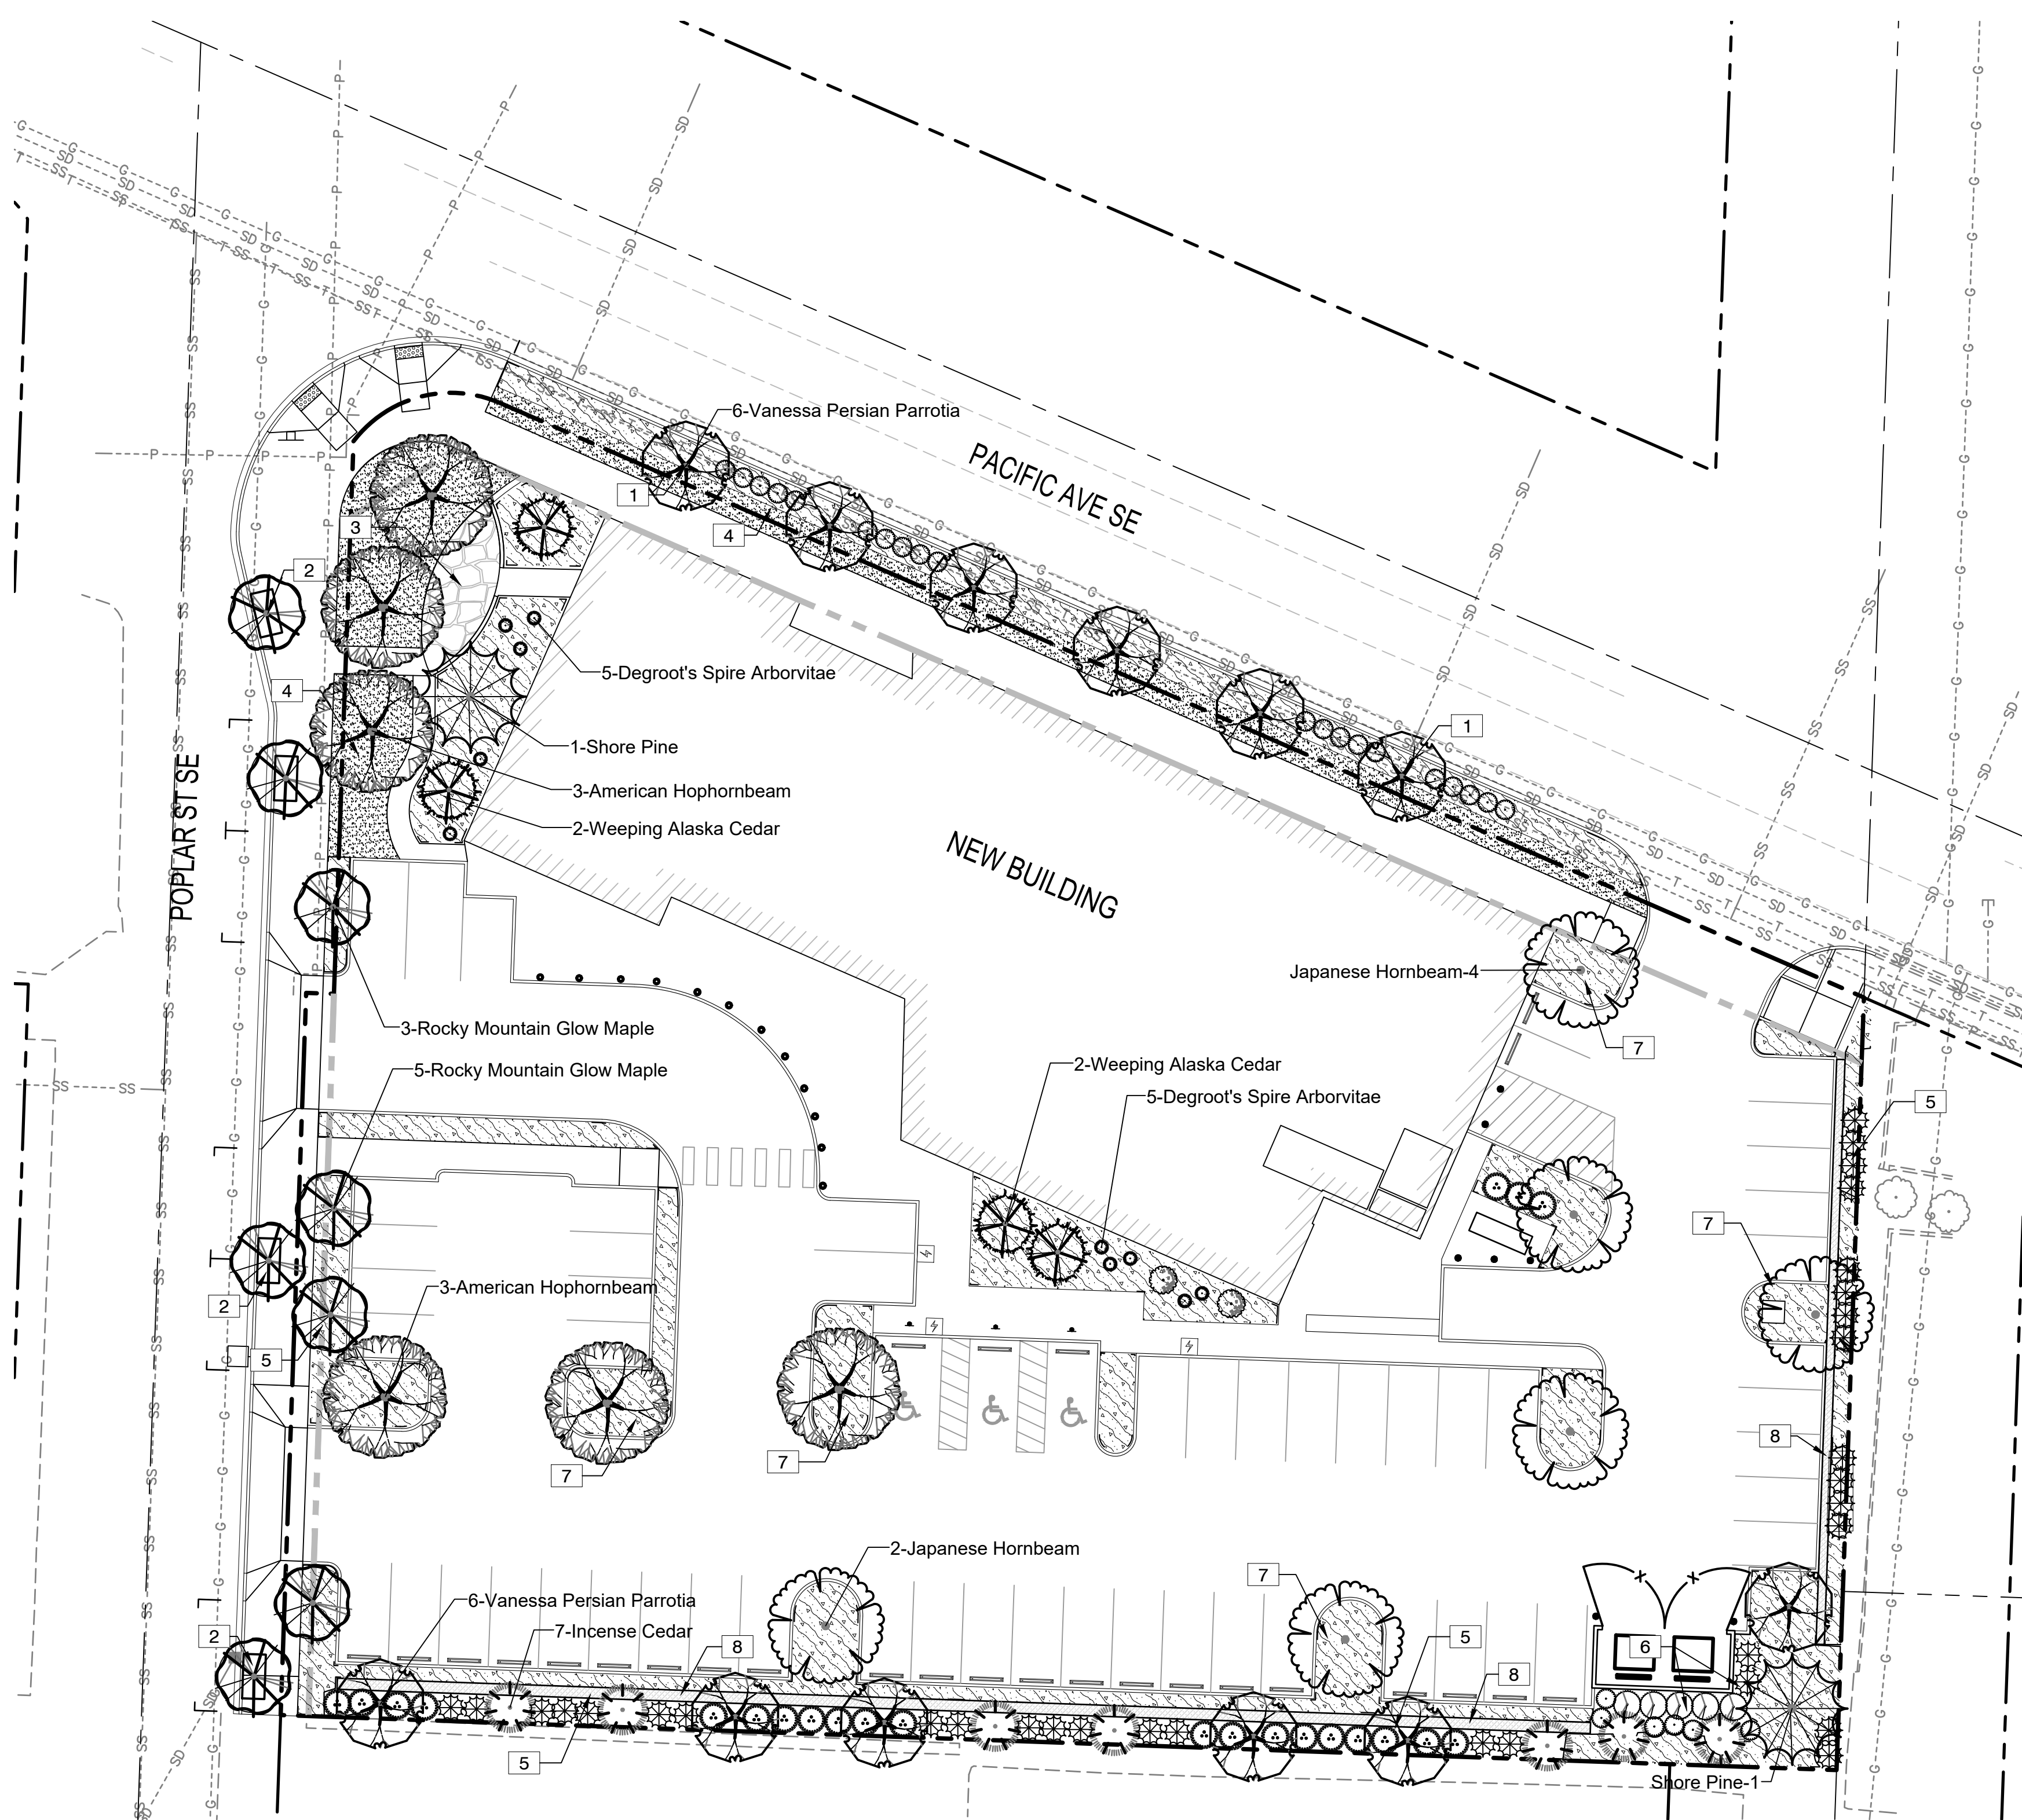 6-Vanessa Persian Parrotia
PACIFIC AVE SE
1
4
3
2
5-Degroot's Spire Arborvitae
4
1
1-Shore Pine
POPLAR ST SE
3-American Hophornbeam
2-Weeping Alaska Cedar
NEW BUILDING
Japanese Hornbeam-4
3-Rocky Mountain Glow Maple
7
5-Rocky Mountain Glow Maple
2-Weeping Alaska Cedar
5-Degroot's Spire Arborvitae
5
7
3-American Hophornbeam
2
5
8
7
7
2-Japanese Hornbeam
7
6-Vanessa Persian Parrotia
7-Incense Cedar
2
8
5
6
8
5
Shore Pine-1